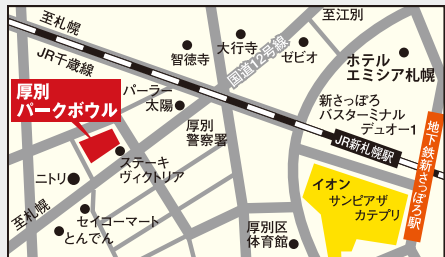 至札幌
JR千歳線
智徳寺
大行寺
国道12号線
至江別
ゼビオ
ホテル
エミシア札幌
厚別
パークボウル
パーラー
太陽
厚別
警察署
新さっぽろ
バスターミナル
デュオー1
JR新札幌駅
地下鉄新さっぽろ駅
ステーキ
ヴィクトリア
ニトリ
至札幌
セイコーマート
とんでん
イオン
サンピアザ
カテプリ
厚別区
体育館